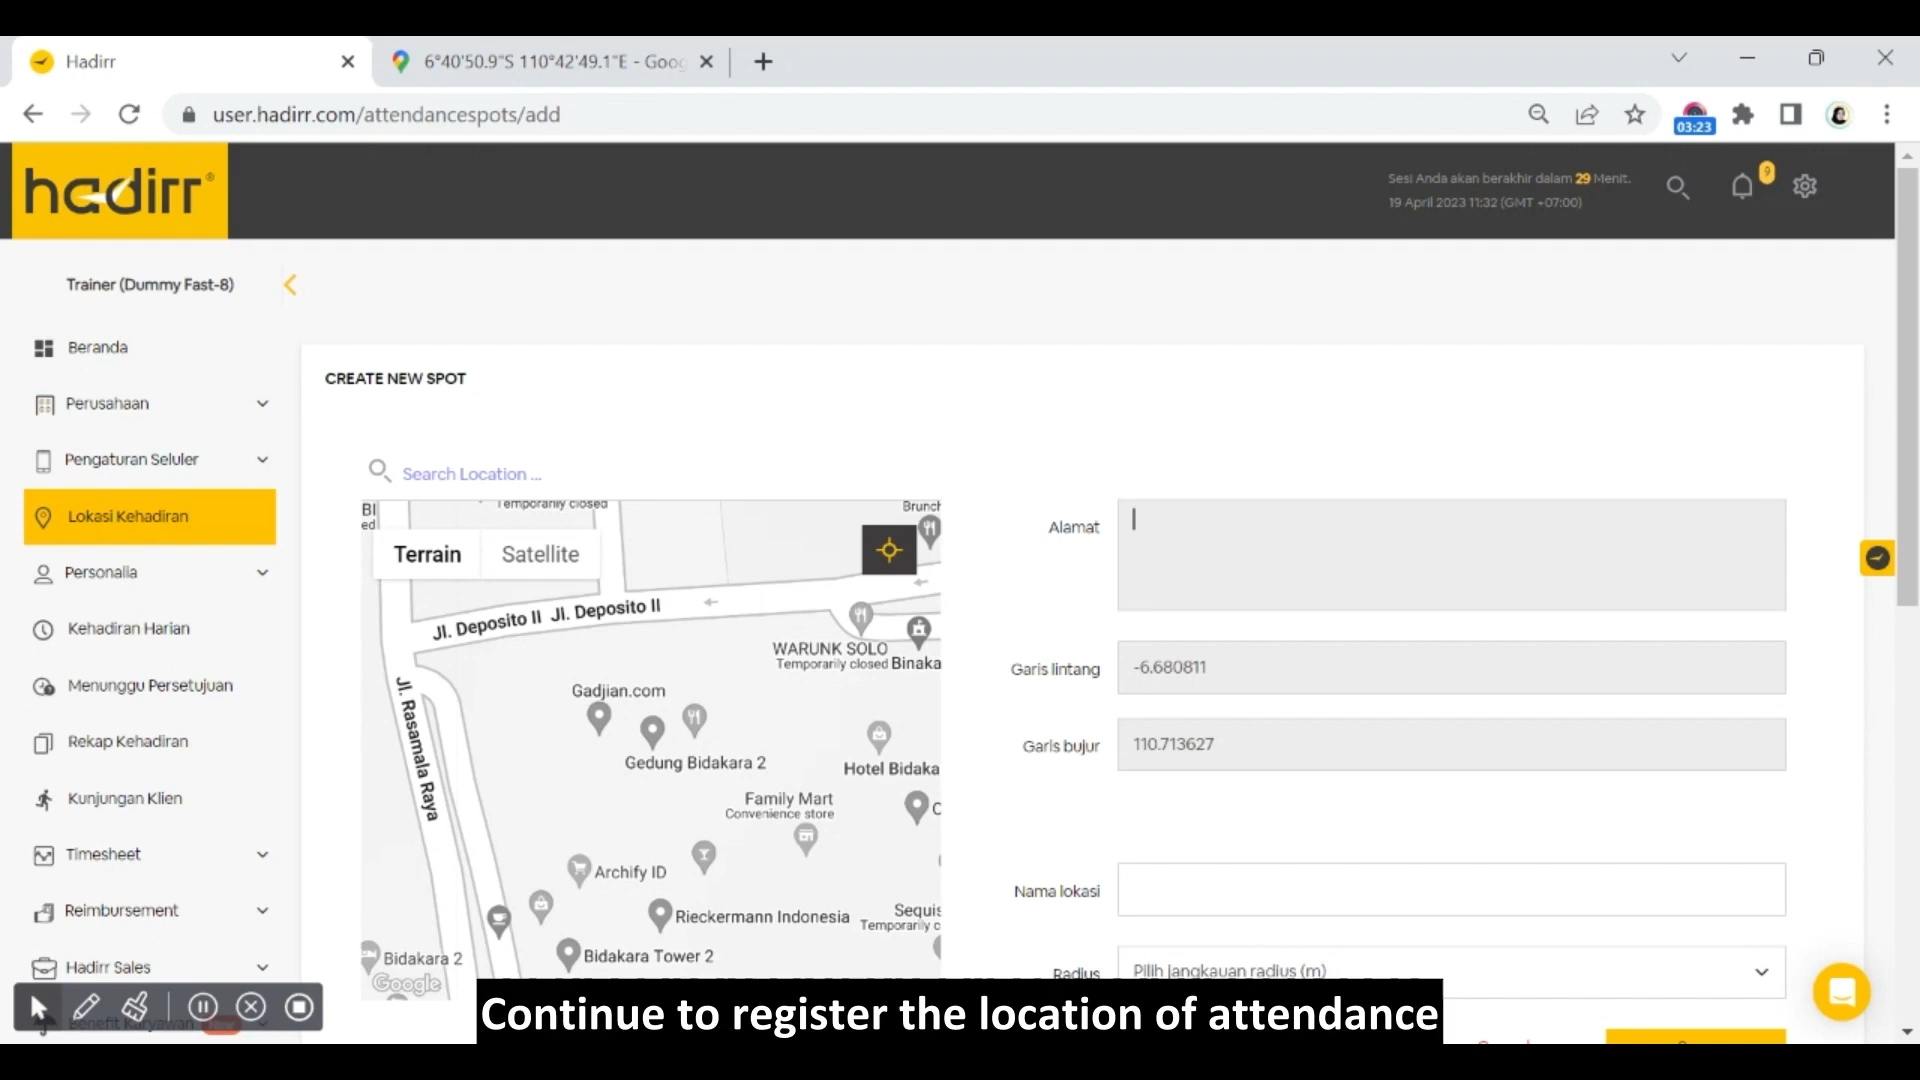 Hadirr
6°40'50.9"S 110°42'49.1"E - Goog
user.hadirr.com/attendancespots/add
03:23
hadirr®
Sesi Anda akan berakhir dalam 29 Menit.
19 April 2023 11:32 (GMT +07:00)
9
Trainer (Dummy Fast-8)
Beranda
Perusahaan
Pengaturan Seluler
Lokasi Kehadiran
Personalia
Kehadiran Harian
Menunggu Persetujuan
Rekap Kehadiran
Kunjungan Klien
Timesheet
Reimbursement
Hadirr Sales
Benefit Karyawan
CREATE NEW SPOT
Search Location ...
Temporarily closed
Brunch
BI
ed
Terrain
Satellite
Jl. Deposito II Jl. Deposito II
WARUNK SOLO
Temporarily closed
Binaka
Jl. Rasamala Raya
Gadjian.com
Gedung Bidakara 2
Hotel Bidaka
Family Mart
Convenience store
C
Archify ID
Rieckermann Indonesia
Sequis
Temporarily c
Bidakara 2
Bidakara Tower 2
Google
Alamat
Garis lintang
-6.680811
Garis bujur
110.713627
Nama lokasi
Radius
Pilih jangkauan radius (m)
Continue to register the location of attendance